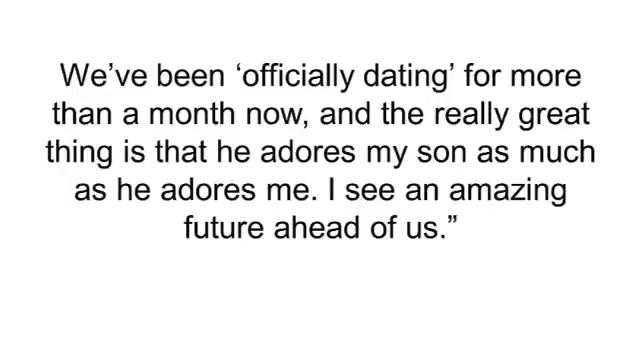 We’ve been ‘officially dating’ for more
than a month now, and the really great
thing is that he adores my son as much
as he adores me. I see an amazing
future ahead of us.”